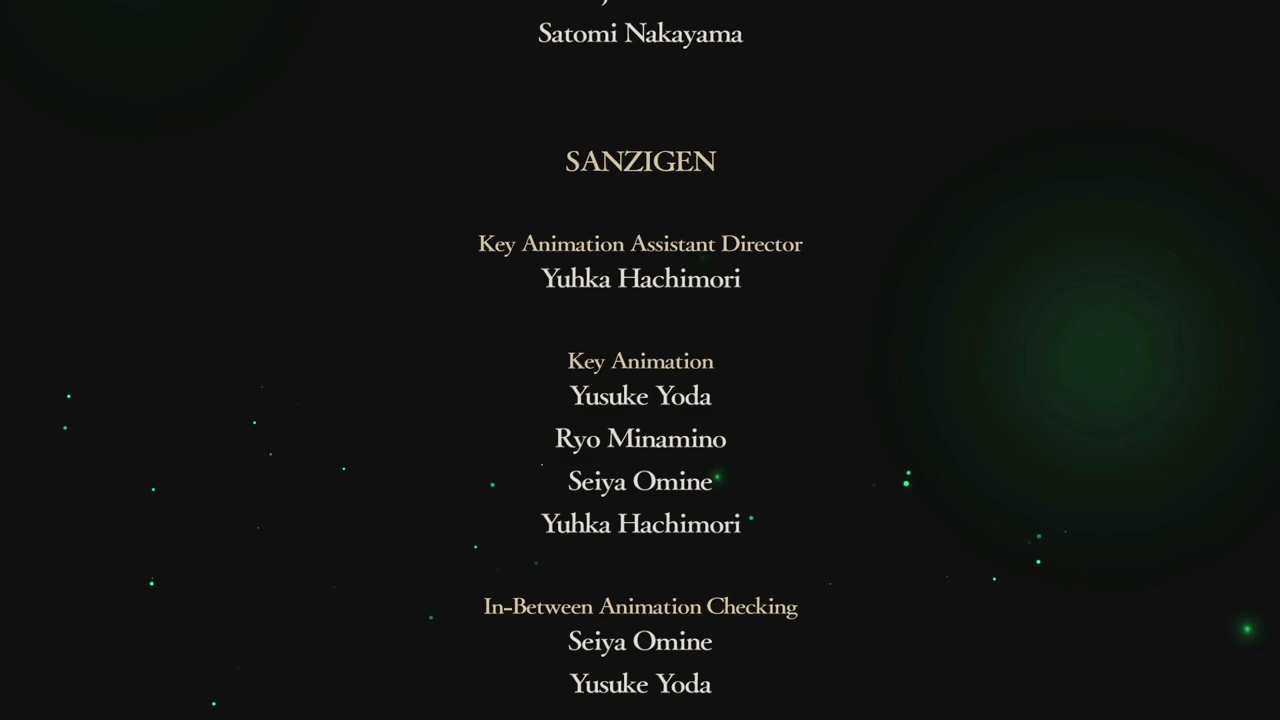 Satomi Nakayama
SANZIGEN
Key Animation Assistant Director
Yuhka Hachimori
Key Animation
Yusuke Yoda
Ryo Minamino
Seiya Omine
Yuhka Hachimori
In-Between Animation Checking
Seiya Omine
Yusuke Yoda